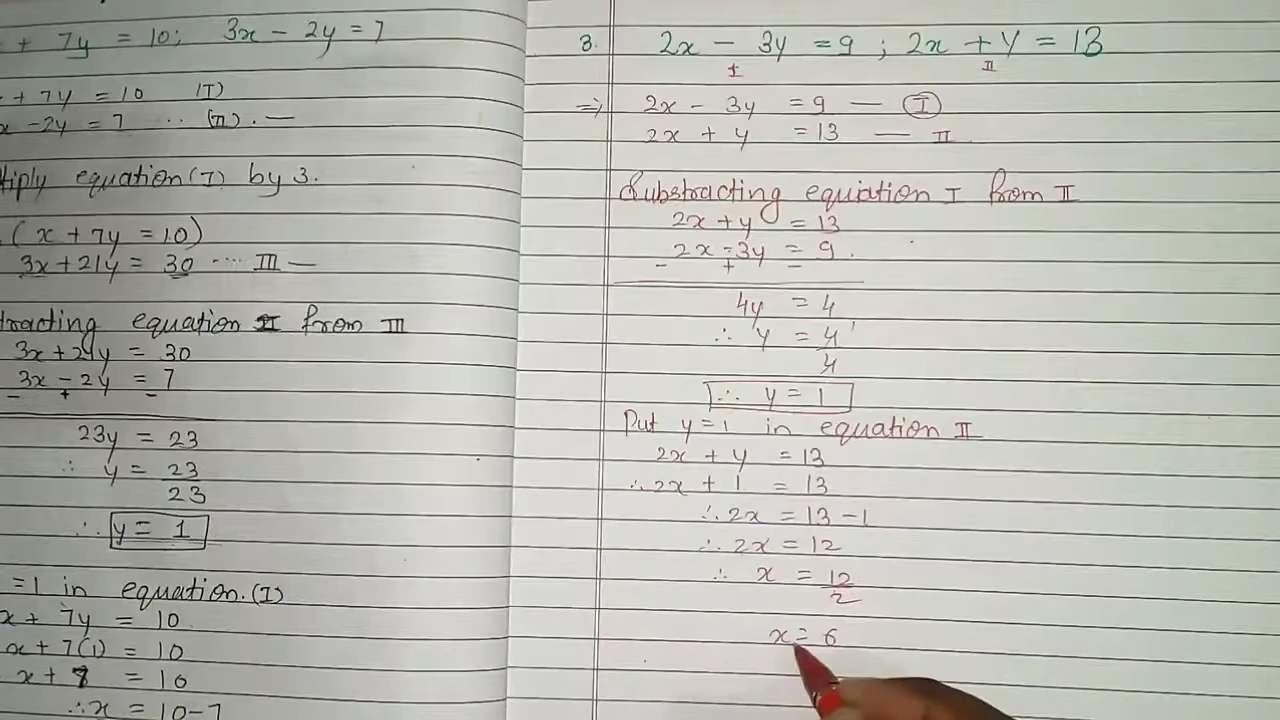 + 7y = 10; 3x - 2y = 7
+ 7y = 10 (I)
x - 2y = 7 .. (II). —
tiply equation (I) by 3.
(x + 7y = 10)
3x + 21y = 30 .... III —
tracting equation II from III
3x + 21y = 30
3x - 2y = 7
- + -
23y = 23
∴ y = 23
23
∴ y = 1
= 1 in equation. (I)
x + 7y = 10
x + 7(1) = 10
x + 7 = 10
∴ x = 10 - 7
3. 2x - 3y = 9 ; 2x + y = 13
I II
⇒ 2x - 3y = 9 — I
2x + y = 13 — II
Substracting equiation I from II
2x + y = 13
2x - 3y = 9.
- + -
4y = 4
∴ y = 4
4
∴ y = 1
Put y = 1 in equation II
2x + y = 13
∴ 2x + 1 = 13
∴ 2x = 13 - 1
∴ 2x = 12
∴ x = 12
2
x = 6